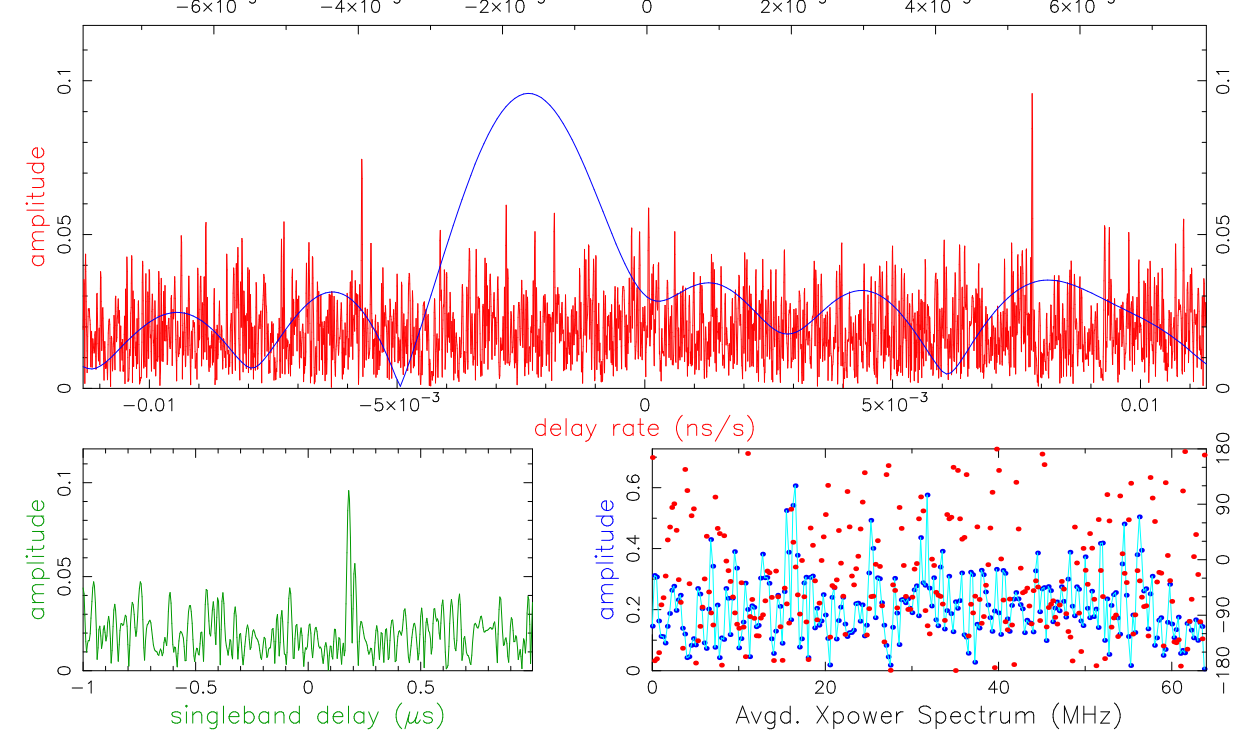 0
0.1 0.1
amplitude
0.05 0.05
0 0
-0.01 -5×10⁻³ 0 5×10⁻³ 0.01
delay rate (ns/s)
amplitude
0 0.05 0.1
-1 -0.5 0 0.5
singleband delay (μs)
amplitude
0 0.2 0.4 0.6
-180 -90 0 90 180
0 20 40 60
Avgd. Xpower Spectrum (MHz)